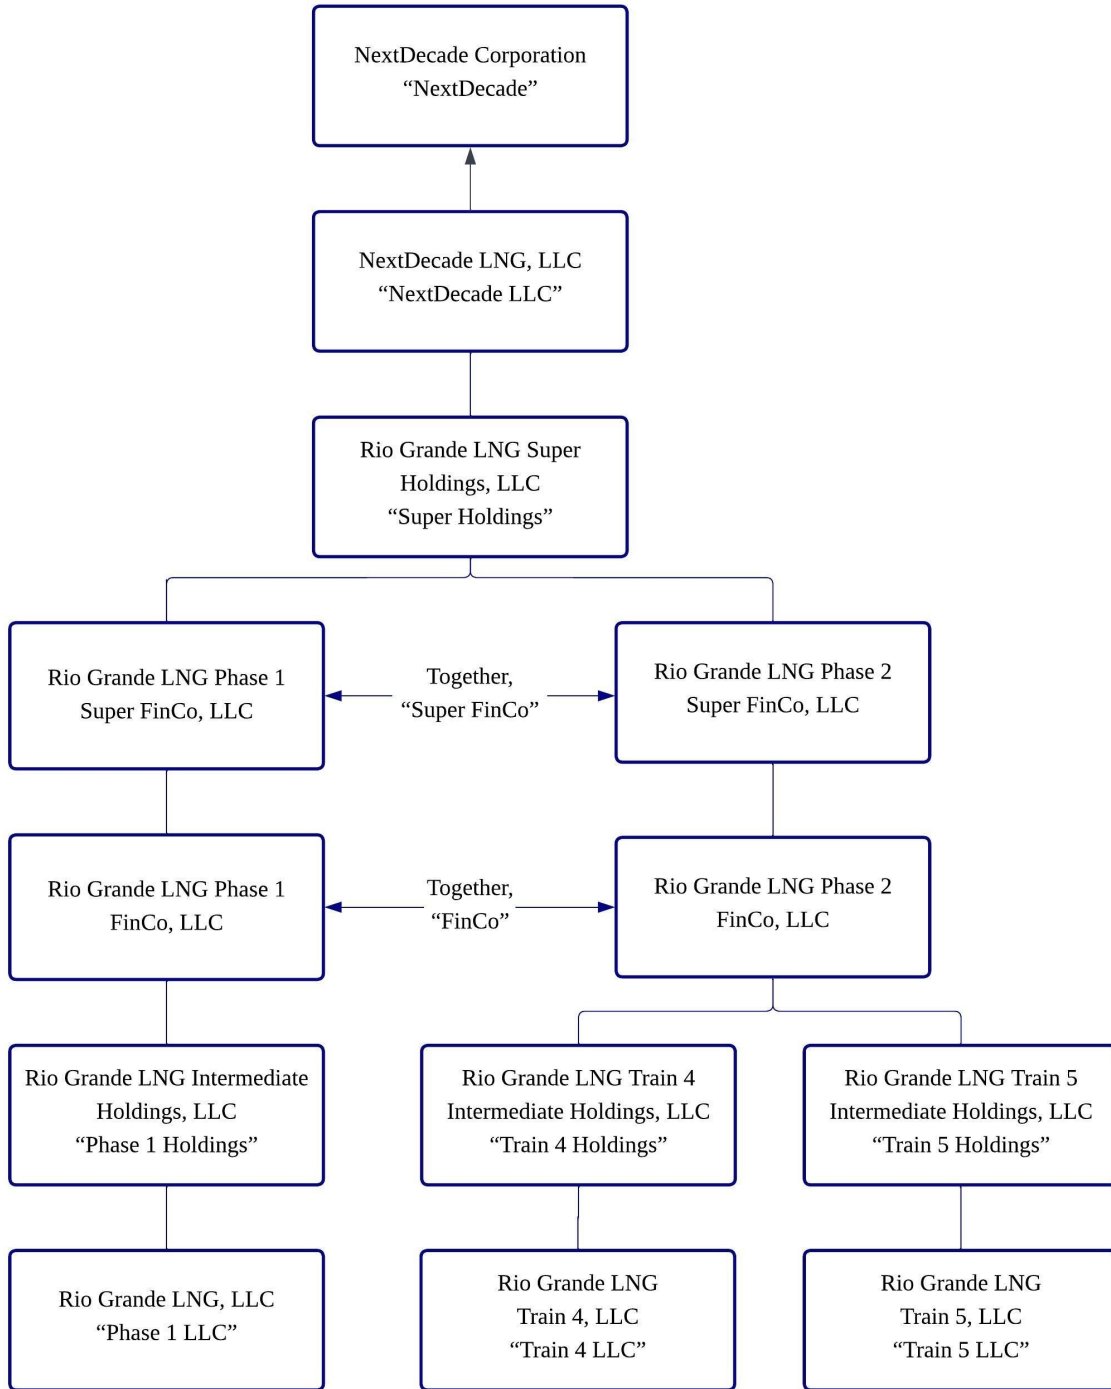 NextDecade Corporation
“NextDecade”
NextDecade LNG, LLC
“NextDecade LLC”
Rio Grande LNG Super
Holdings, LLC
“Super Holdings”
Rio Grande LNG Phase 1
Super FinCo, LLC
Together,
“Super FinCo”
Rio Grande LNG Phase 2
Super FinCo, LLC
Rio Grande LNG Phase 1
FinCo, LLC
Together,
“FinCo”
Rio Grande LNG Phase 2
FinCo, LLC
Rio Grande LNG Intermediate
Holdings, LLC
“Phase 1 Holdings”
Rio Grande LNG Train 4
Intermediate Holdings, LLC
“Train 4 Holdings”
Rio Grande LNG Train 5
Intermediate Holdings, LLC
“Train 5 Holdings”
Rio Grande LNG, LLC
“Phase 1 LLC”
Rio Grande LNG
Train 4, LLC
“Train 4 LLC”
Rio Grande LNG
Train 5, LLC
“Train 5 LLC”